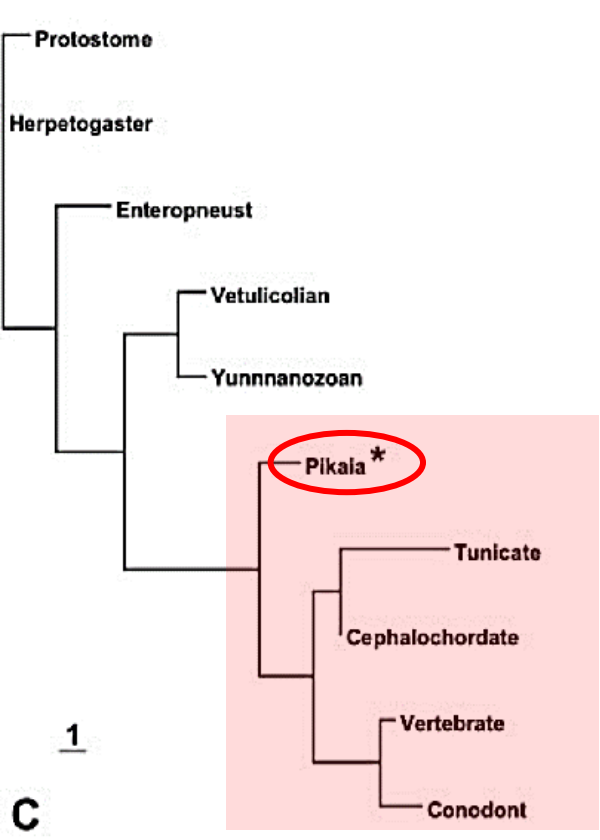 Protostome
Herpetogaster
Enteropneust
Vetulicolian
Yunnnanozoan
Pikaia *
Tunicate
Cephalochordate
Vertebrate
1
Conodont
C